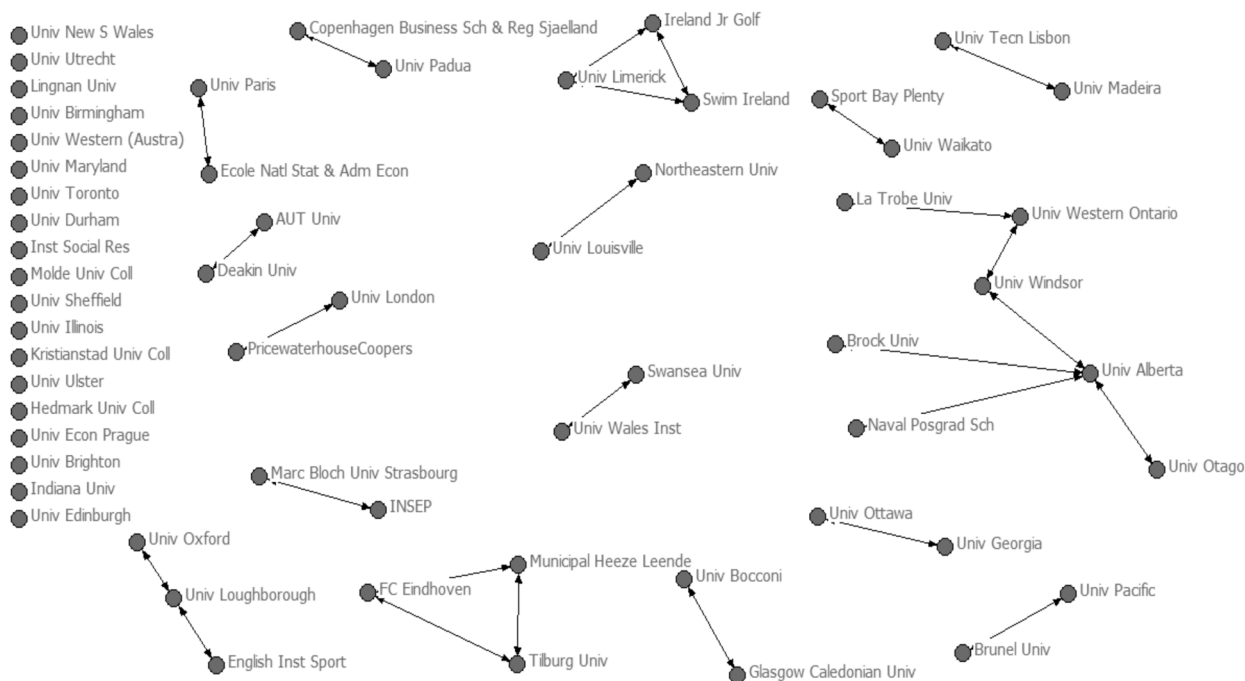 Univ New S Wales
Univ Utrecht
Lingnan Univ
Univ Birmingham
Univ Western (Austra)
Univ Maryland
Univ Toronto
Univ Durham
Inst Social Res
Molde Univ Coll
Univ Sheffield
Univ Illinois
Kristianstad Univ Coll
Univ Ulster
Hedmark Univ Coll
Univ Econ Prague
Univ Brighton
Indiana Univ
Univ Edinburgh
Copenhagen Business Sch & Reg Sjaelland
Univ Padua
Univ Paris
Ecole Natl Stat & Adm Econ
AUT Univ
Deakin Univ
Univ London
PricewaterhouseCoopers
Marc Bloch Univ Strasbourg
INSEP
Univ Oxford
Univ Loughborough
English Inst Sport
Ireland Jr Golf
Univ Limerick
Swim Ireland
Northeastern Univ
Univ Louisville
Swansea Univ
Univ Wales Inst
Municipal Heeze Leende
FC Eindhoven
Tilburg Univ
Univ Bocconi
Glasgow Caledonian Univ
Univ Tecn Lisbon
Univ Madeira
Sport Bay Plenty
Univ Waikato
La Trobe Univ
Univ Western Ontario
Univ Windsor
Brock Univ
Univ Alberta
Naval Posgrad Sch
Univ Otago
Univ Ottawa
Univ Georgia
Univ Pacific
Brunel Univ